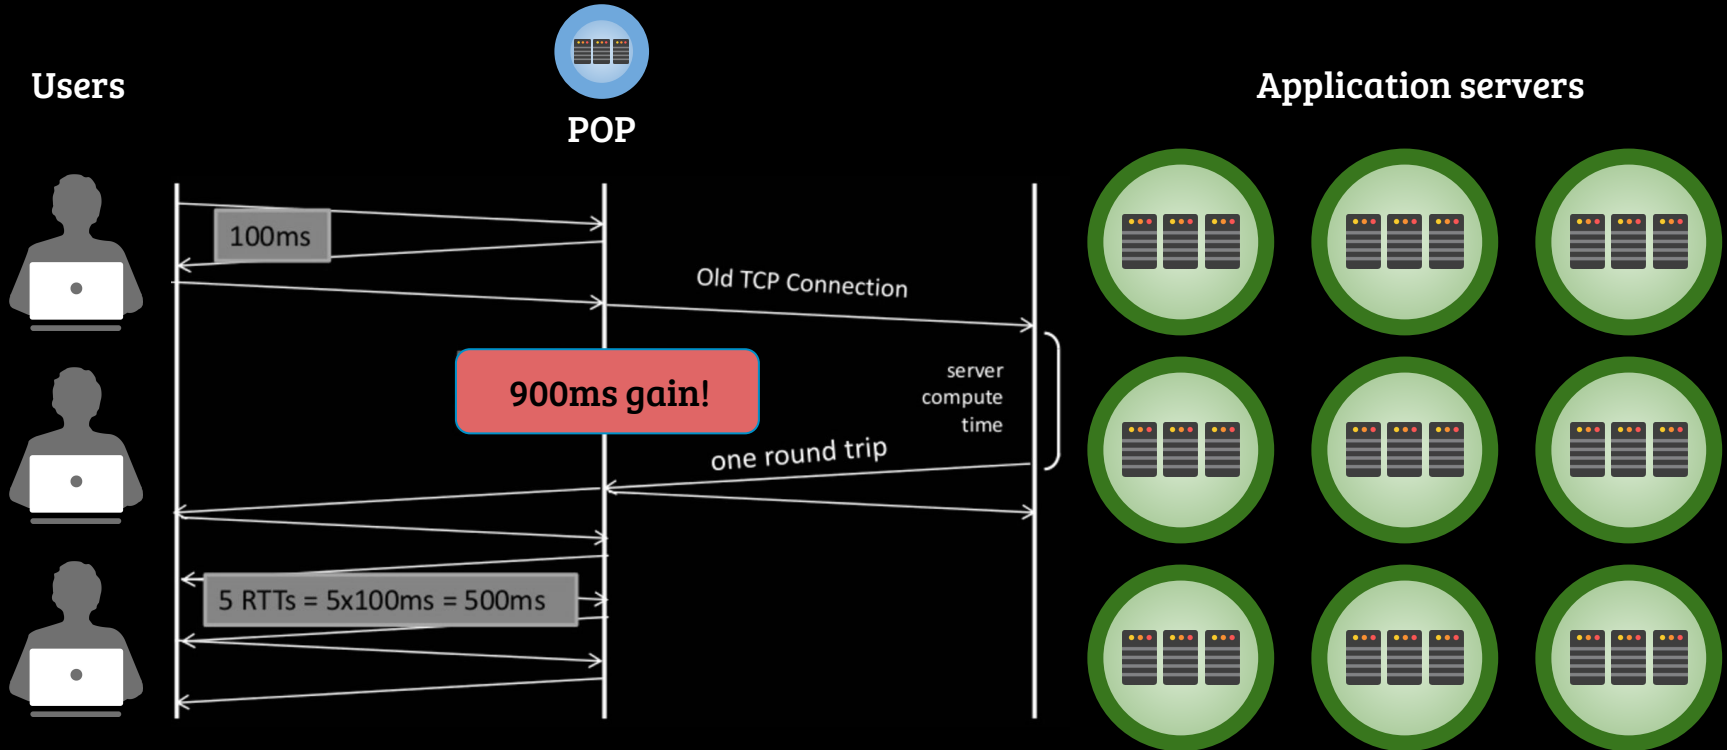 Users
POP
Application servers
100ms
Old TCP Connection
900ms gain!
server
compute
time
one round trip
5 RTTs = 5x100ms = 500ms